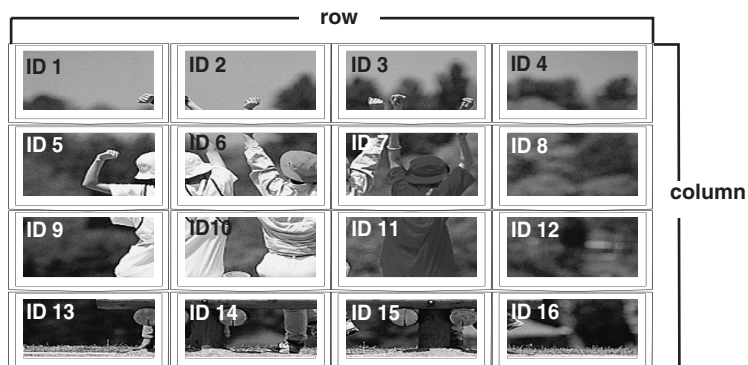 row
ID 1 ID 2 ID 3 ID 4
ID 5 ID 6 ID 7 ID 8
column
ID 9 ID10 ID 11 ID 12
ID 13 ID 14 ID 15 ID 16